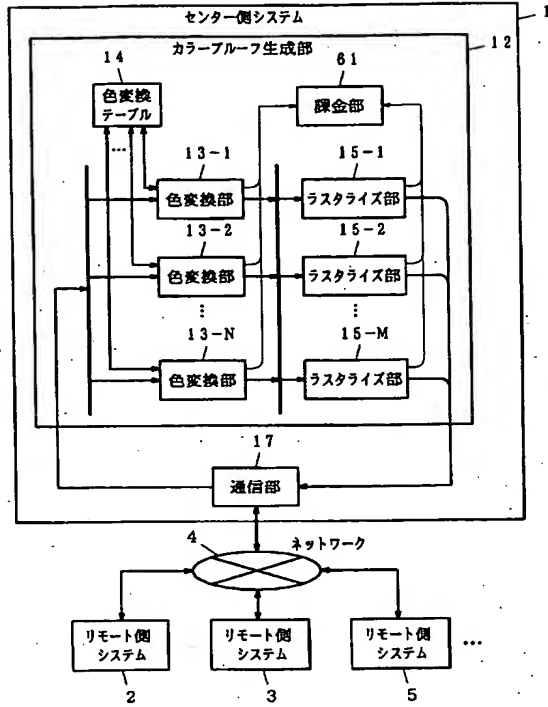 センター側システム
1
カラープルーフ生成部
12
14
61
色変換
テーブル
課金部
…
13-1
15-1
色変換部
ラスタライズ部
13-2
15-2
色変換部
ラスタライズ部
⋮
⋮
13-N
15-M
色変換部
ラスタライズ部
17
通信部
4
ネットワーク
リモート側
システム
リモート側
システム
リモート側
システム
…
2
3
5